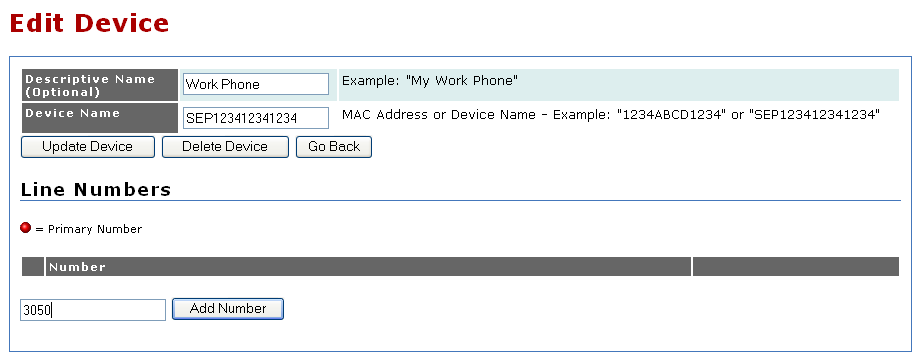 Edit Device
Descriptive Name (Optional) Work Phone Example: "My Work Phone"
Device Name SEP123412341234 MAC Address or Device Name - Example: "1234ABCD1234" or "SEP123412341234"
Update Device Delete Device Go Back
Line Numbers
= Primary Number
Number
3050 Add Number